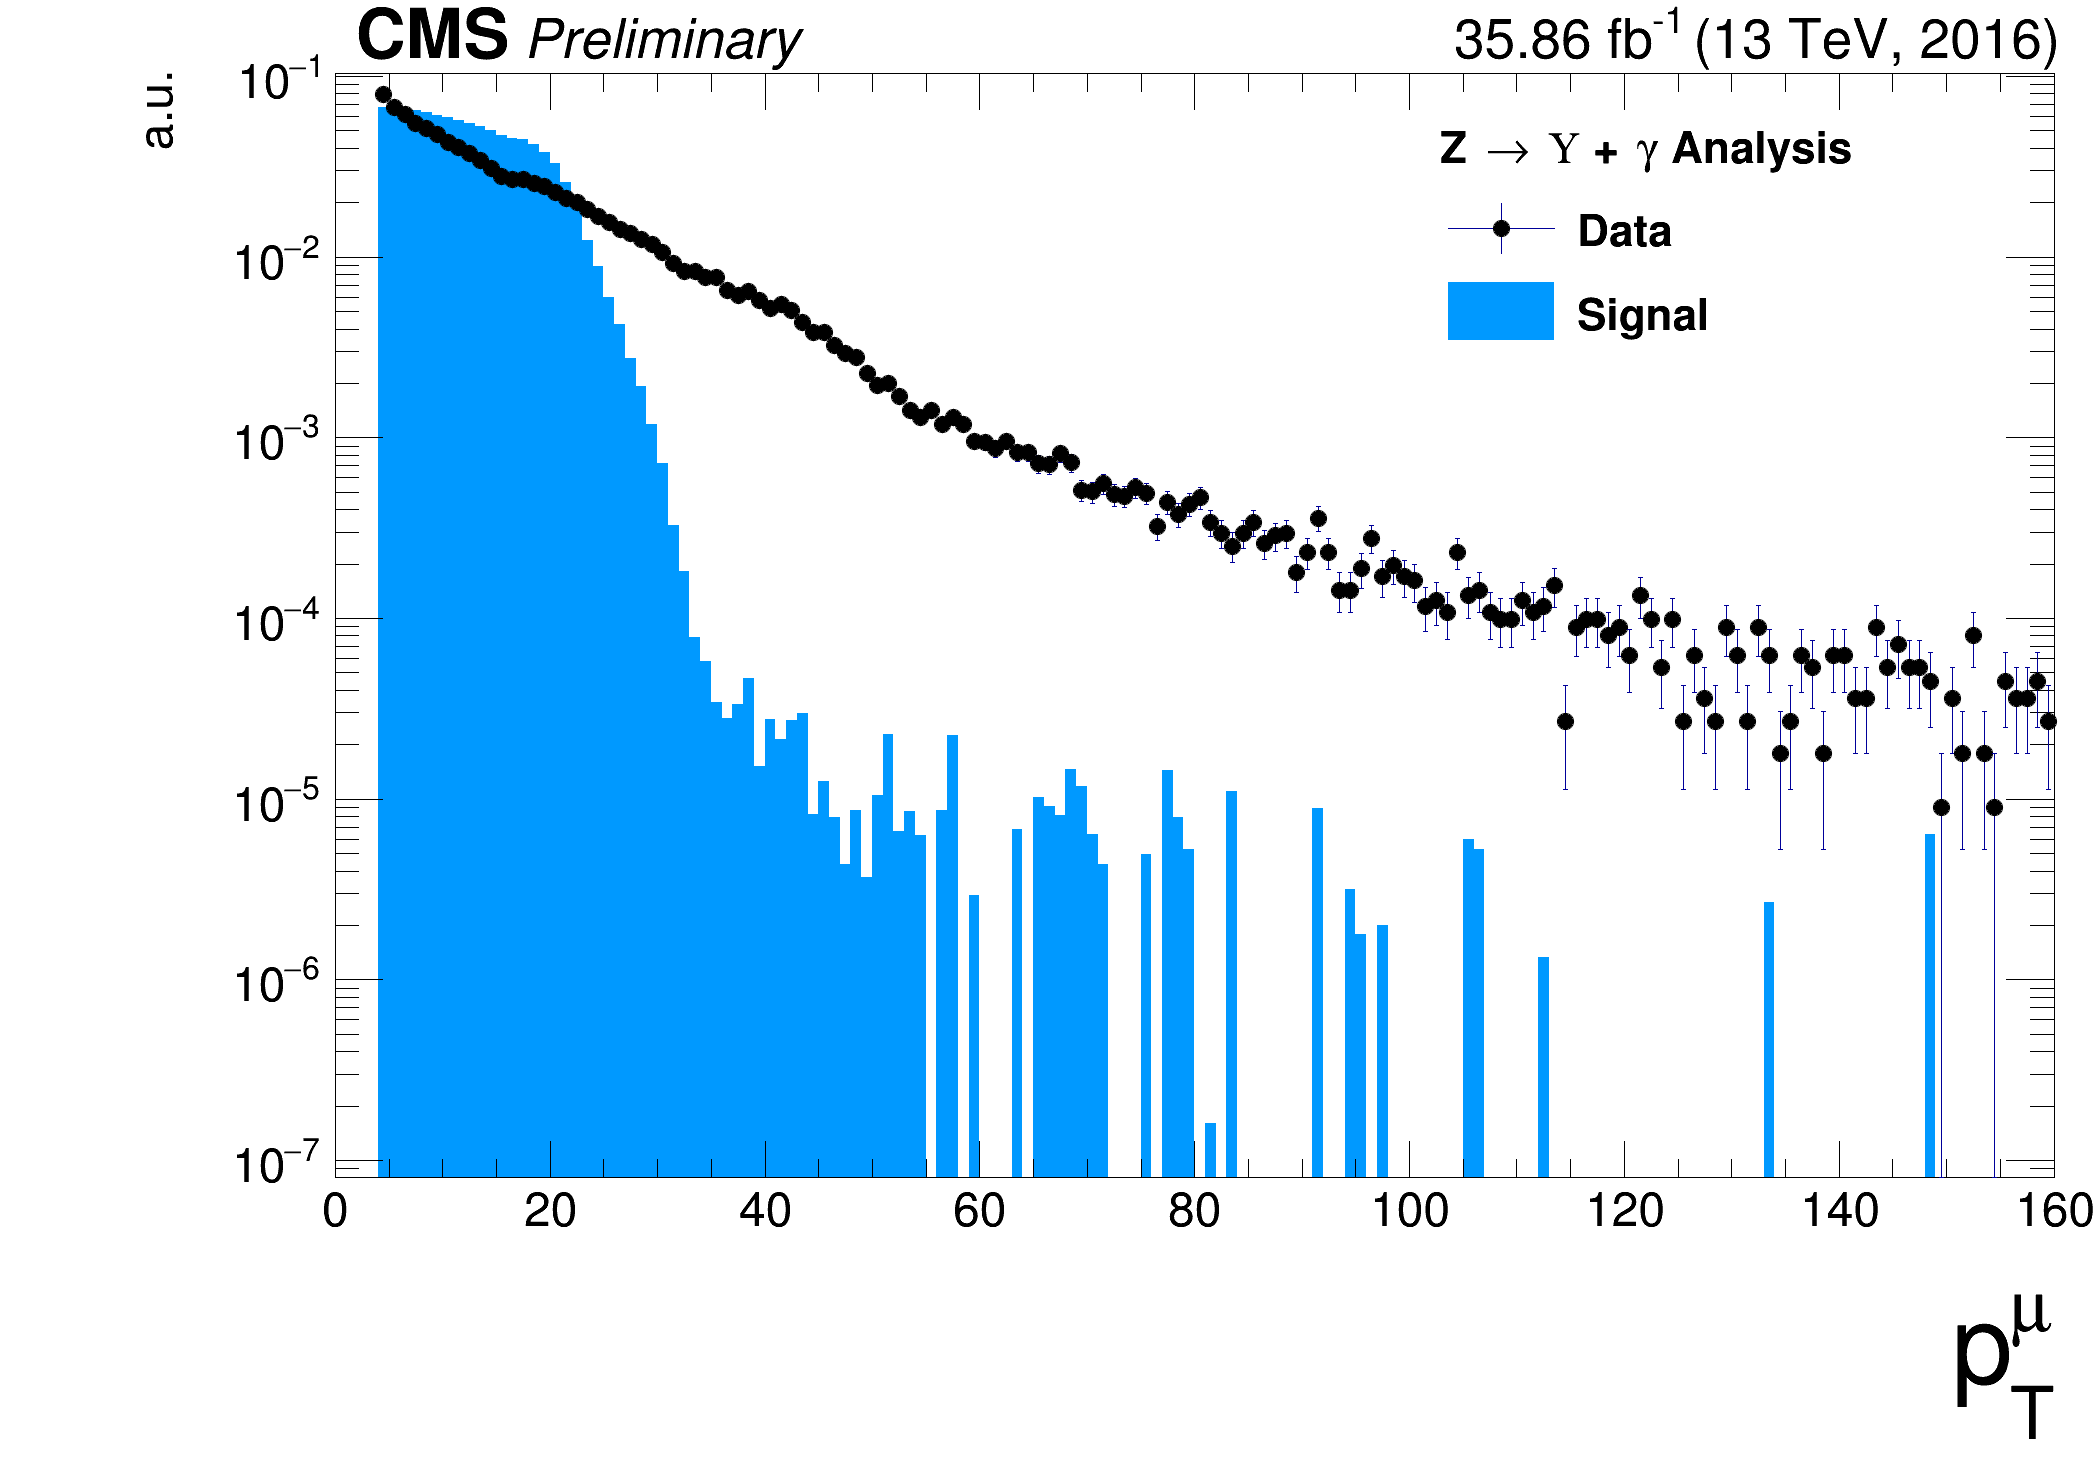 CMS Preliminary 35.86 fb⁻¹ (13 TeV, 2016)
a.u.
Z → Υ + γ Analysis
Data
Signal
10⁻¹
10⁻²
10⁻³
10⁻⁴
10⁻⁵
10⁻⁶
10⁻⁷
0 20 40 60 80 100 120 140 160
p_T^μ